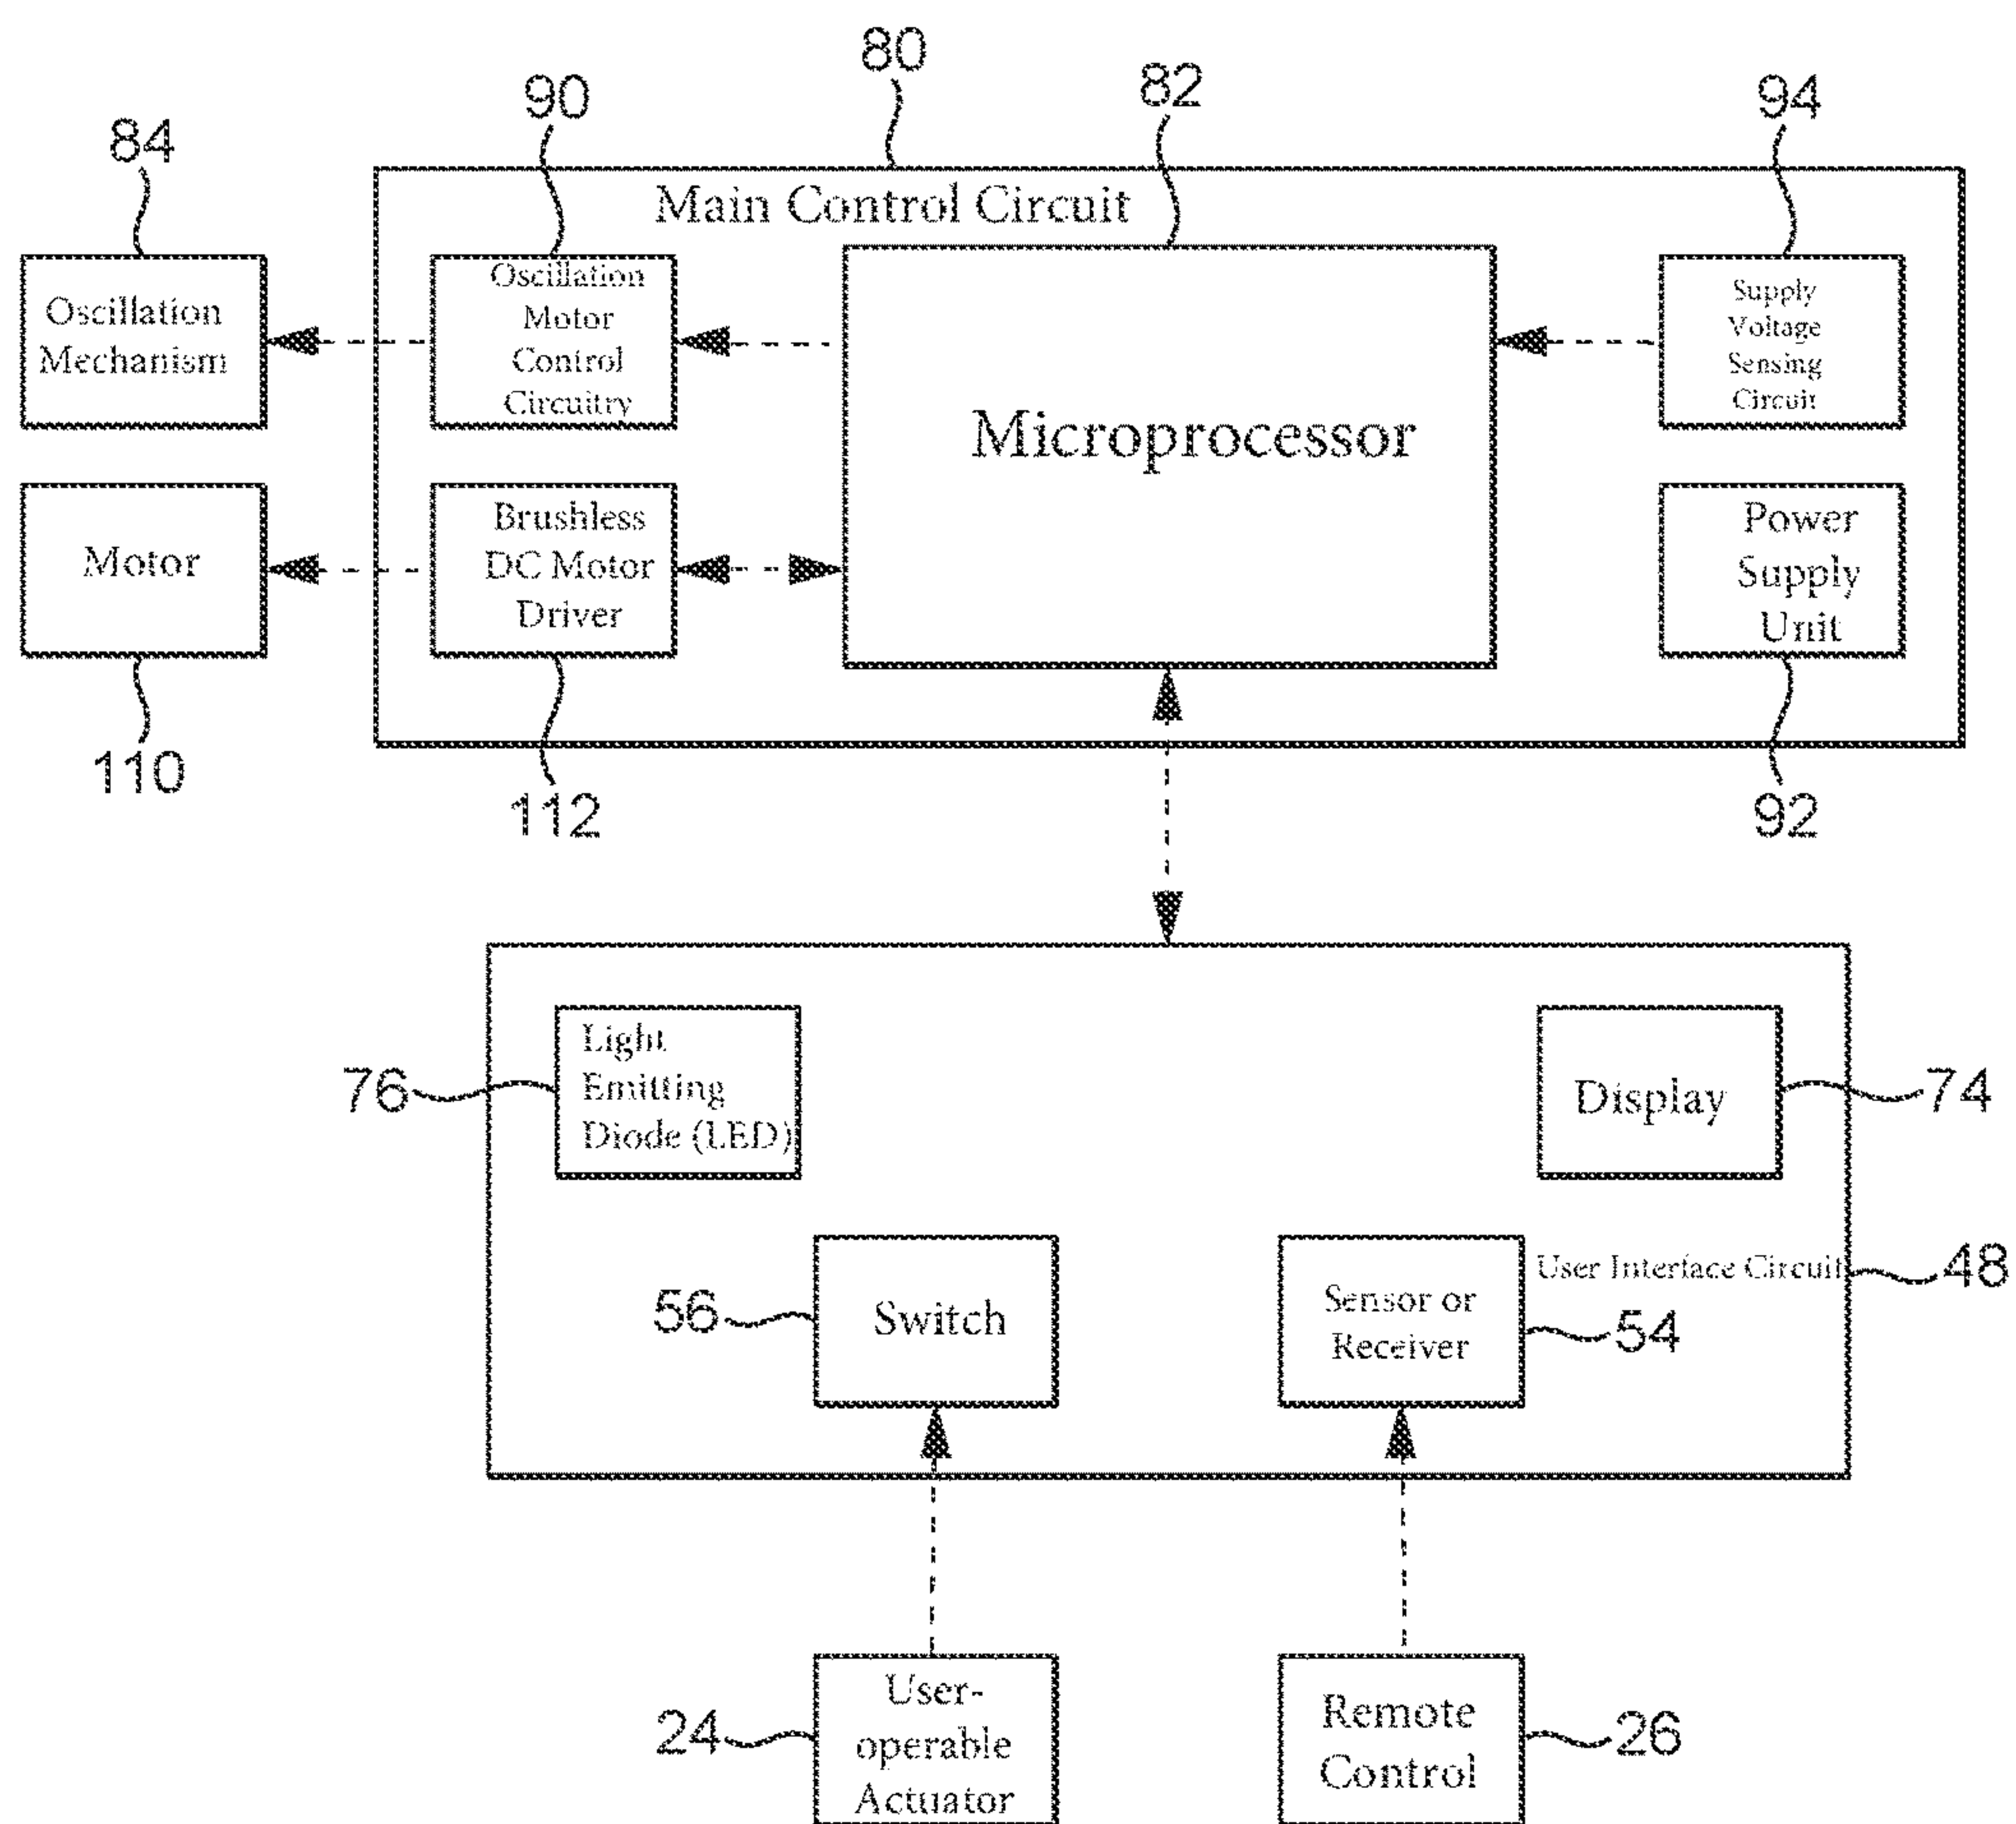 80
90
82
94
84
Main Control Circuit
Oscillation
Mechanism
Oscillation
Motor
Control
Circuitry
Microprocessor
Supply
Voltage
Sensing
Circuit
Motor
Brushless
DC Motor
Driver
Power
Supply
Unit
110
112
92
Light
Emitting
Diode (LED)
76
Display
74
User Interface Circuit
48
56
Switch
Sensor or
Receiver
54
24
User-
operable
Actuator
Remote
Control
26